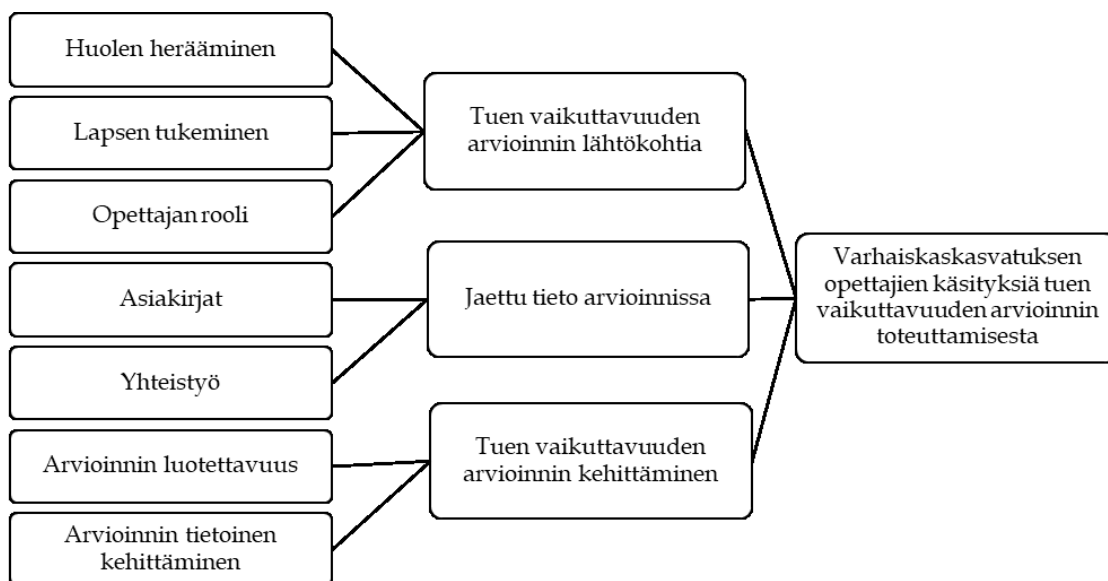 Huolen herääminen
Lapsen tukeminen
Opettajan rooli
Asiakirjat
Yhteistyö
Arvioinnin luotettavuus
Arvioinnin tietoinen
kehittäminen
Tuen vaikuttavuuden
arvioinnin lähtökohtia
Jaettu tieto arvioinnissa
Tuen vaikuttavuuden
arvioinnin kehittäminen
Varhaiskaskasvatuksen
opettajien käsityksiä tuen
vaikuttavuuden arvioinnin
toteuttamisesta